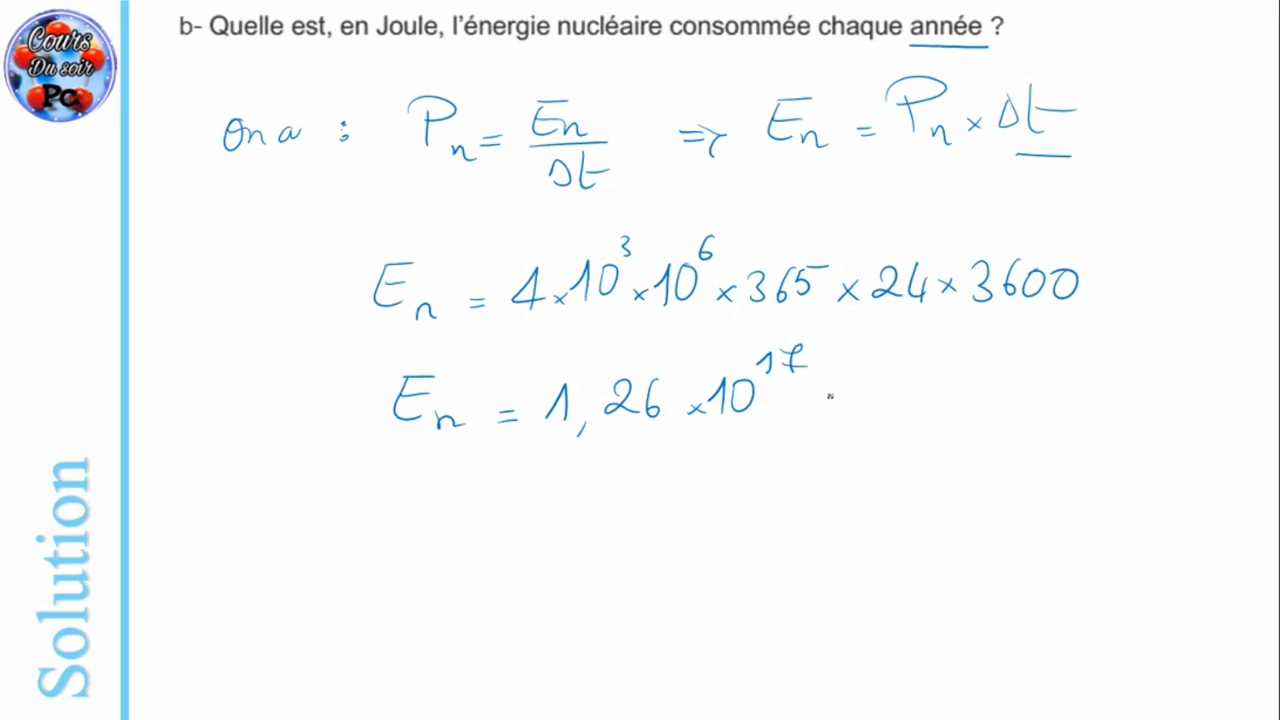 Cours
Du soir
Pc
b- Quelle est, en Joule, l'énergie nucléaire consommée chaque année ?
On a : Pn = En / Δt => En = Pn × Δt
En = 4×10³×10⁶×365×24×3600
En = 1,26×10¹⁷
Solution